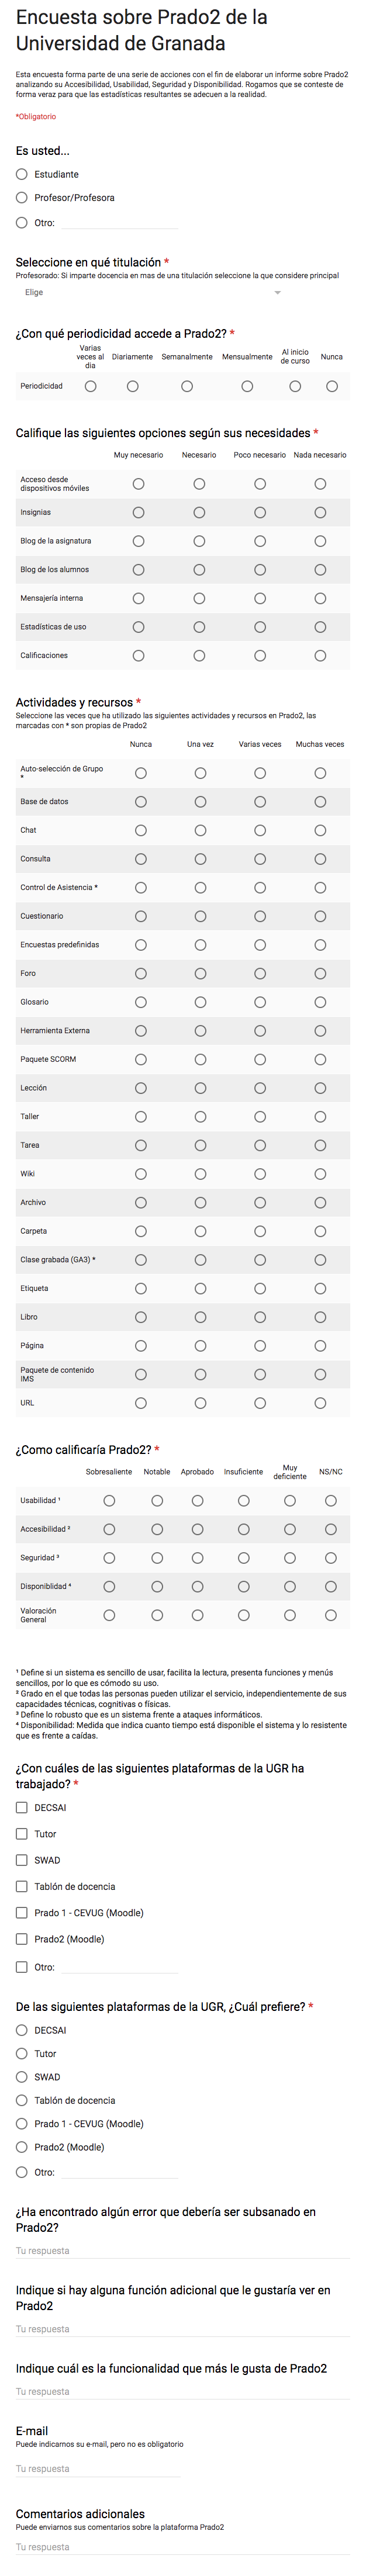 Encuesta sobre Prado2 de la
Universidad de Granada
Esta encuesta forma parte de una serie de acciones con el fin de elaborar un informe sobre Prado2
analizando su Accesibilidad, Usabilidad, Seguridad y Disponibilidad. Rogamos que se conteste de
forma veraz para que las estadísticas resultantes se adecuen a la realidad.
*Obligatorio
Es usted...
Estudiante
Profesor/Profesora
Otro:
Seleccione en qué titulación *
Profesorado: Si imparte docencia en mas de una titulación seleccione la que considere principal
Elige
¿Con qué periodicidad accede a Prado2? *
Varias veces al dia Diariamente Semanalmente Mensualmente Al inicio de curso Nunca
Periodicidad
Califique las siguientes opciones según sus necesidades *
Muy necesario Necesario Poco necesario Nada necesario
Acceso desde
dispositivos móviles
Insignias
Blog de la asignatura
Blog de los alumnos
Mensajería interna
Estadísticas de uso
Calificaciones
Actividades y recursos *
Seleccione las veces que ha utilizado las siguientes actividades y recursos en Prado2, las
marcadas con * son propias de Prado2
Nunca Una vez Varias veces Muchas veces
Auto-selección de Grupo
*
Base de datos
Chat
Consulta
Control de Asistencia *
Cuestionario
Encuestas predefinidas
Foro
Glosario
Herramienta Externa
Paquete SCORM
Lección
Taller
Tarea
Wiki
Archivo
Carpeta
Clase grabada (GA3) *
Etiqueta
Libro
Página
Paquete de contenido
IMS
URL
¿Como calificaría Prado2? *
Sobresaliente Notable Aprobado Insuficiente Muy deficiente NS/NC
Usabilidad ¹
Accesibilidad ²
Seguridad ³
Disponiblidad ⁴
Valoración
General
¹ Define si un sistema es sencillo de usar, facilita la lectura, presenta funciones y menús
sencillos, por lo que es cómodo su uso.
² Grado en el que todas las personas pueden utilizar el servicio, independientemente de sus
capacidades técnicas, cognitivas o físicas.
³ Define lo robusto que es un sistema frente a ataques informáticos.
⁴ Disponibilidad: Medida que indica cuanto tiempo está disponible el sistema y lo resistente
que es frente a caídas.
¿Con cuáles de las siguientes plataformas de la UGR ha
trabajado? *
DECSAI
Tutor
SWAD
Tablón de docencia
Prado 1 - CEVUG (Moodle)
Prado2 (Moodle)
Otro:
De las siguientes plataformas de la UGR, ¿Cuál prefiere? *
DECSAI
Tutor
SWAD
Tablón de docencia
Prado 1 - CEVUG (Moodle)
Prado2 (Moodle)
Otro:
¿Ha encontrado algún error que debería ser subsanado en
Prado2?
Tu respuesta
Indique si hay alguna función adicional que le gustaría ver en
Prado2
Tu respuesta
Indique cuál es la funcionalidad que más le gusta de Prado2
Tu respuesta
E-mail
Puede indicarnos su e-mail, pero no es obligatorio
Tu respuesta
Comentarios adicionales
Puede enviarnos sus comentarios sobre la plataforma Prado2
Tu respuesta